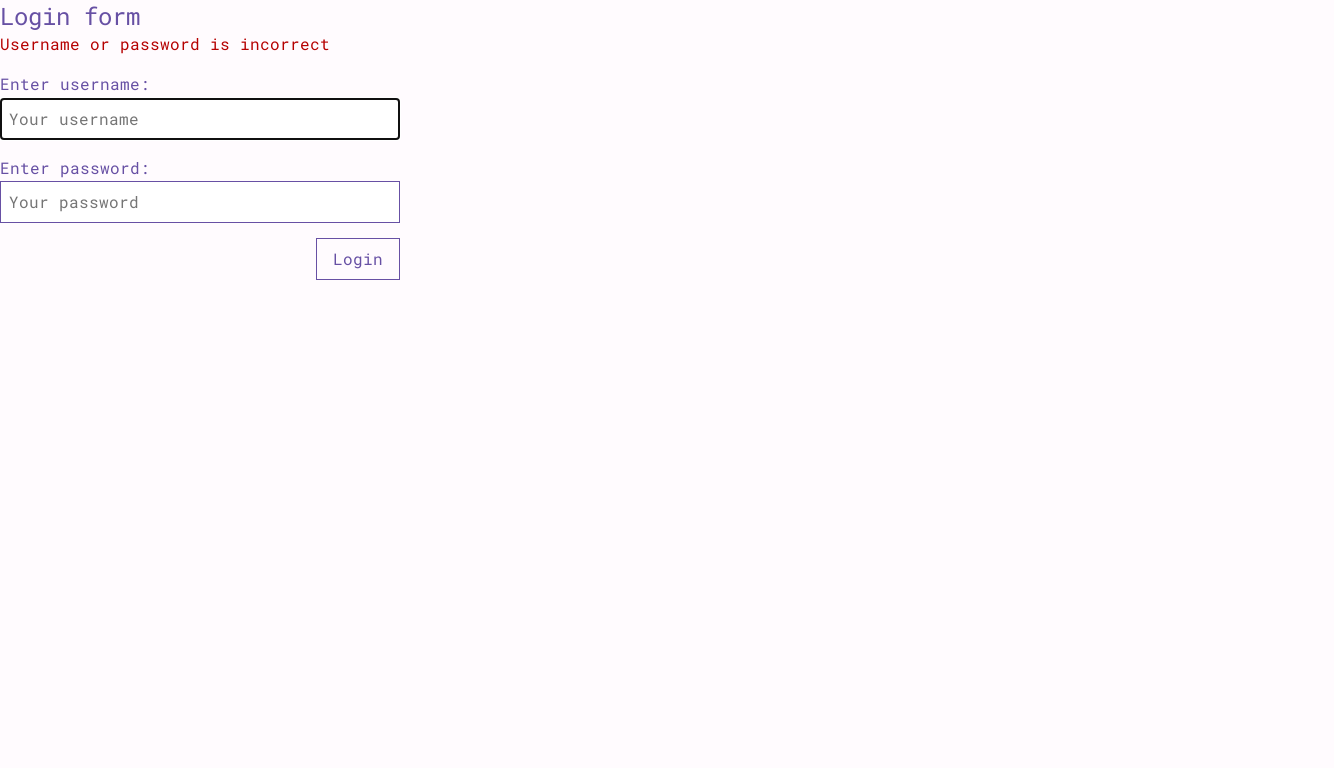 Login form
Username or password is incorrect
Enter username:
Your username
Enter password:
Your password
Login